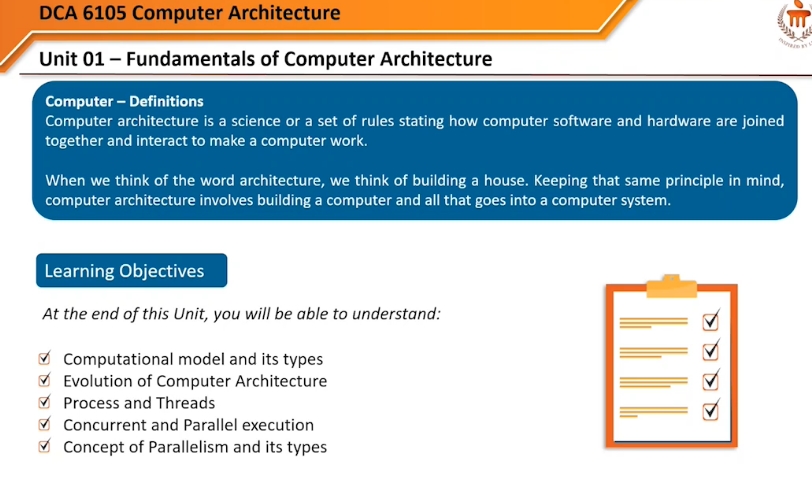 DCA 6105 Computer Architecture
Unit 01 – Fundamentals of Computer Architecture
Computer – Definitions
Computer architecture is a science or a set of rules stating how computer software and hardware are joined
together and interact to make a computer work.
When we think of the word architecture, we think of building a house. Keeping that same principle in mind,
computer architecture involves building a computer and all that goes into a computer system.
Learning Objectives
At the end of this Unit, you will be able to understand:
Computational model and its types
Evolution of Computer Architecture
Process and Threads
Concurrent and Parallel execution
Concept of Parallelism and its types
INSPIRED BY